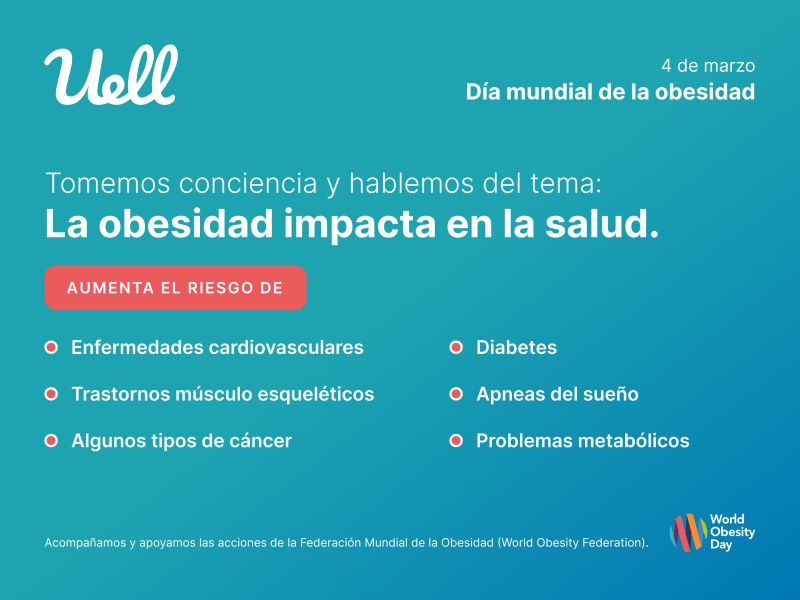 Uell
4 de marzo
Día mundial de la obesidad
Tomemos conciencia y hablemos del tema:
La obesidad impacta en la salud.
AUMENTA EL RIESGO DE
Enfermedades cardiovasculares
Trastornos músculo esqueléticos
Algunos tipos de cáncer
Diabetes
Apneas del sueño
Problemas metabólicos
Acompañamos y apoyamos las acciones de la Federación Mundial de la Obesidad (World Obesity Federation).
World
Obesity
Day